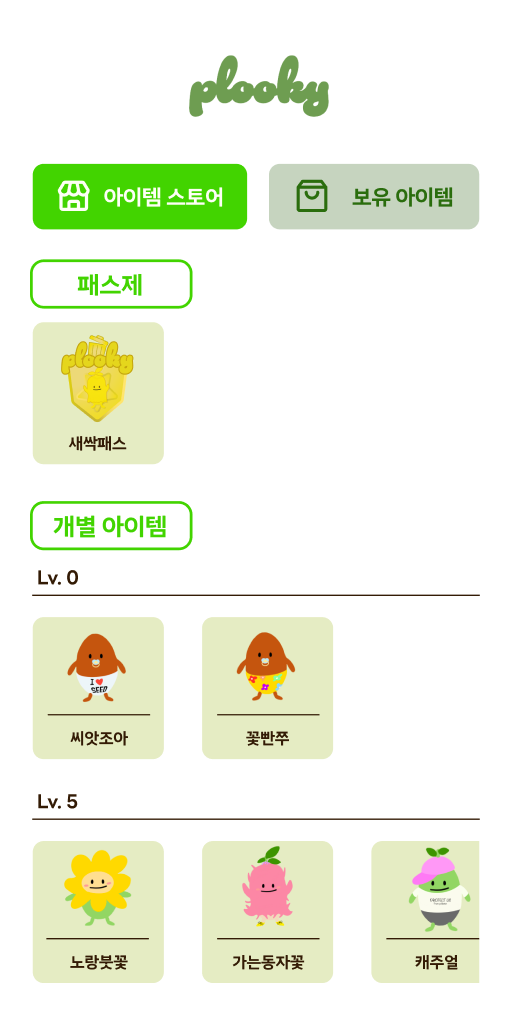 plooky
아이템 스토어
보유 아이템
패스제
plooky
새싹패스
개별 아이템
Lv. 0
I ❤
SEED
씨앗조아
꽃빤쭈
Lv. 5
노랑붓꽃
가는동자꽃
캐주얼